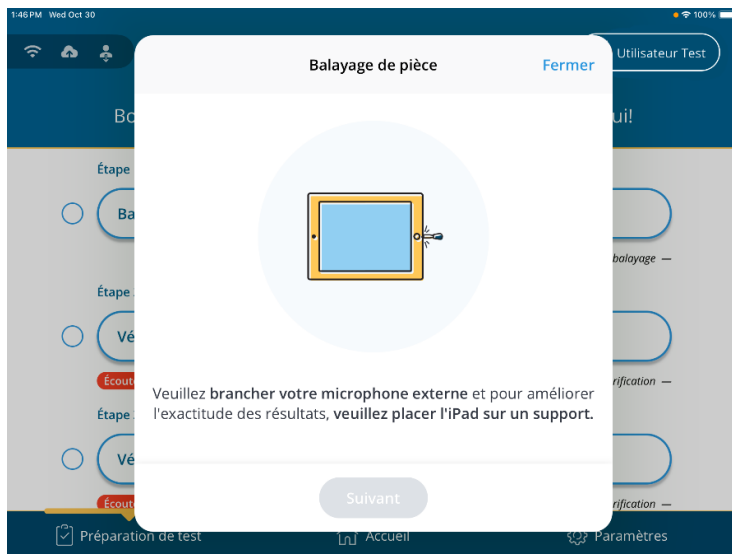 1:46 PM Wed Oct 30
100%
Utilisateur Test
Balayage de pièce
Fermer
Bo
ui!
Étape
Ba
balayage —
Étape
Vé
Écout
rification —
Veuillez brancher votre microphone externe et pour améliorer
l'exactitude des résultats, veuillez placer l'iPad sur un support.
Étape
Vé
Écout
rification —
Suivant
Préparation de test
Accueil
Paramètres